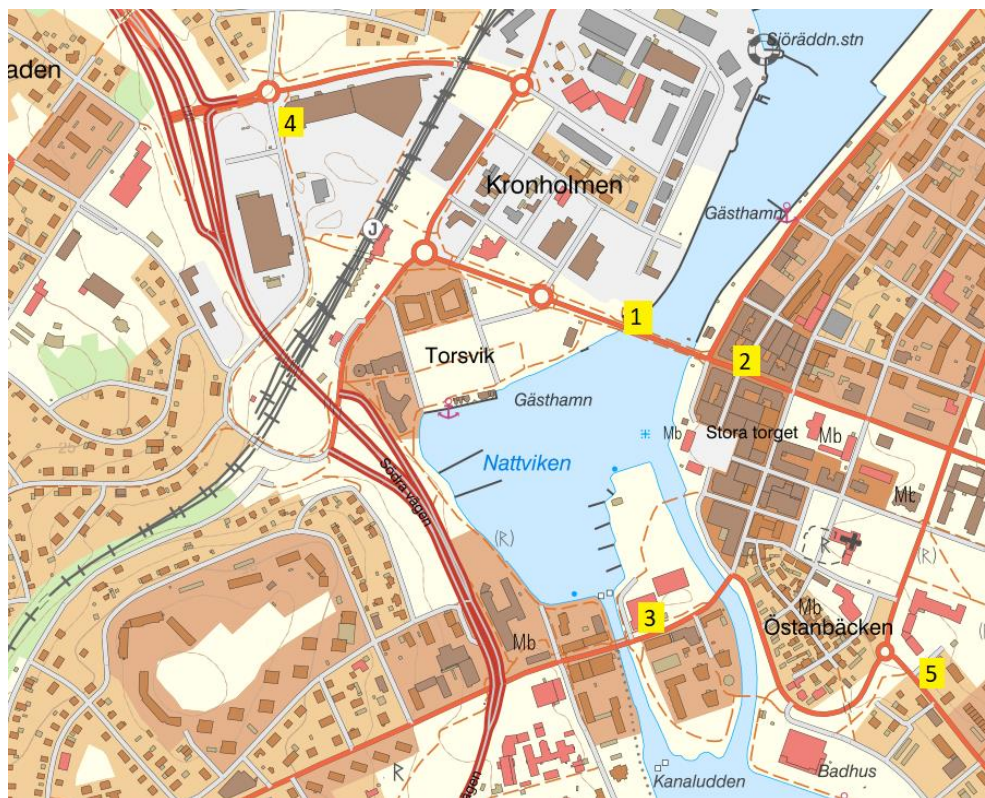 Sjöräddn.stn
aden
4
J
Kronholmen
Gästhamn
1
Torsvik
2
Gästhamn
Stora torget
Mb
Mb
Nattviken
Mb
Södra vägen
(R)
R
(R)
Mb
3
Mb
Östanbäcken
5
R
Badhus
Kanaludden